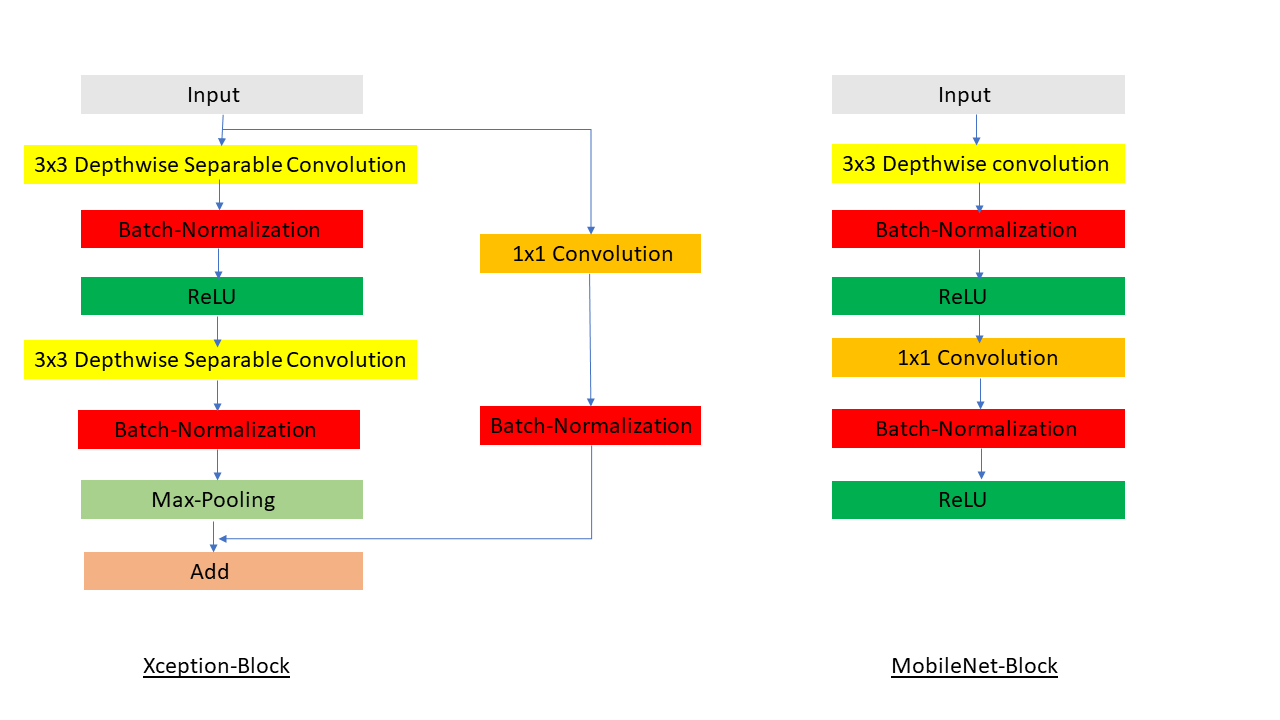 Input
3x3 Depthwise Separable Convolution
Batch-Normalization
ReLU
3x3 Depthwise Separable Convolution
Batch-Normalization
Max-Pooling
Add
1x1 Convolution
Batch-Normalization
Xception-Block
Input
3x3 Depthwise convolution
Batch-Normalization
ReLU
1x1 Convolution
Batch-Normalization
ReLU
MobileNet-Block